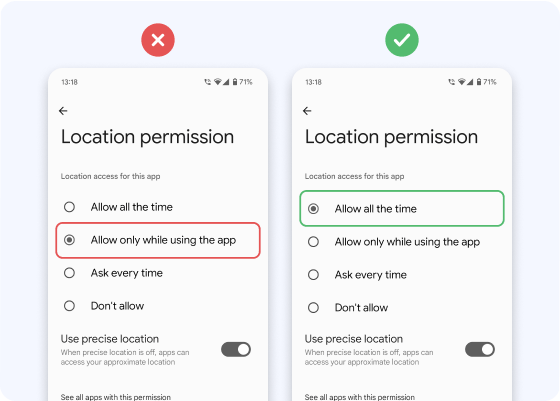 13:18
71%
Location permission
Location access for this app
Allow all the time
Allow only while using the app
Ask every time
Don't allow
Use precise location
When precise location is off, apps can
access your approximate location
See all apps with this permission
13:18
71%
Location permission
Location access for this app
Allow all the time
Allow only while using the app
Ask every time
Don't allow
Use precise location
When precise location is off, apps can
access your approximate location
See all apps with this permission